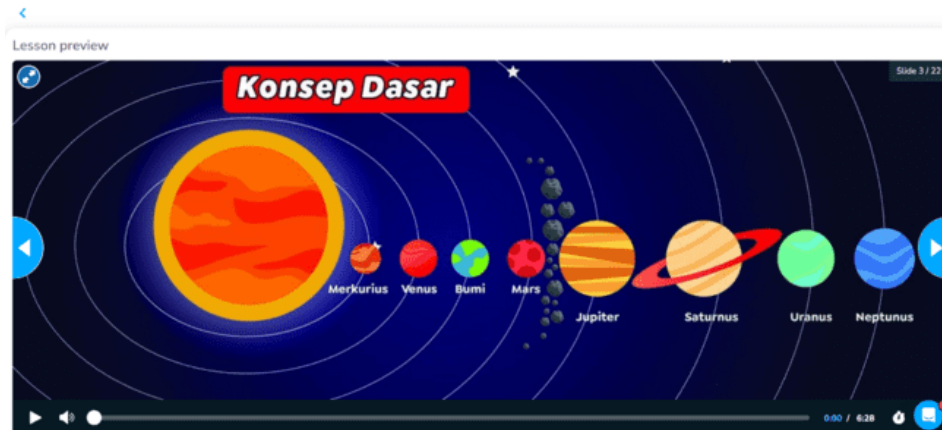 Lesson preview
Konsep Dasar
Slide 3 / 22
Merkurius Venus Bumi Mars
Jupiter Saturnus Uranus Neptunus
0:00 / 6:28